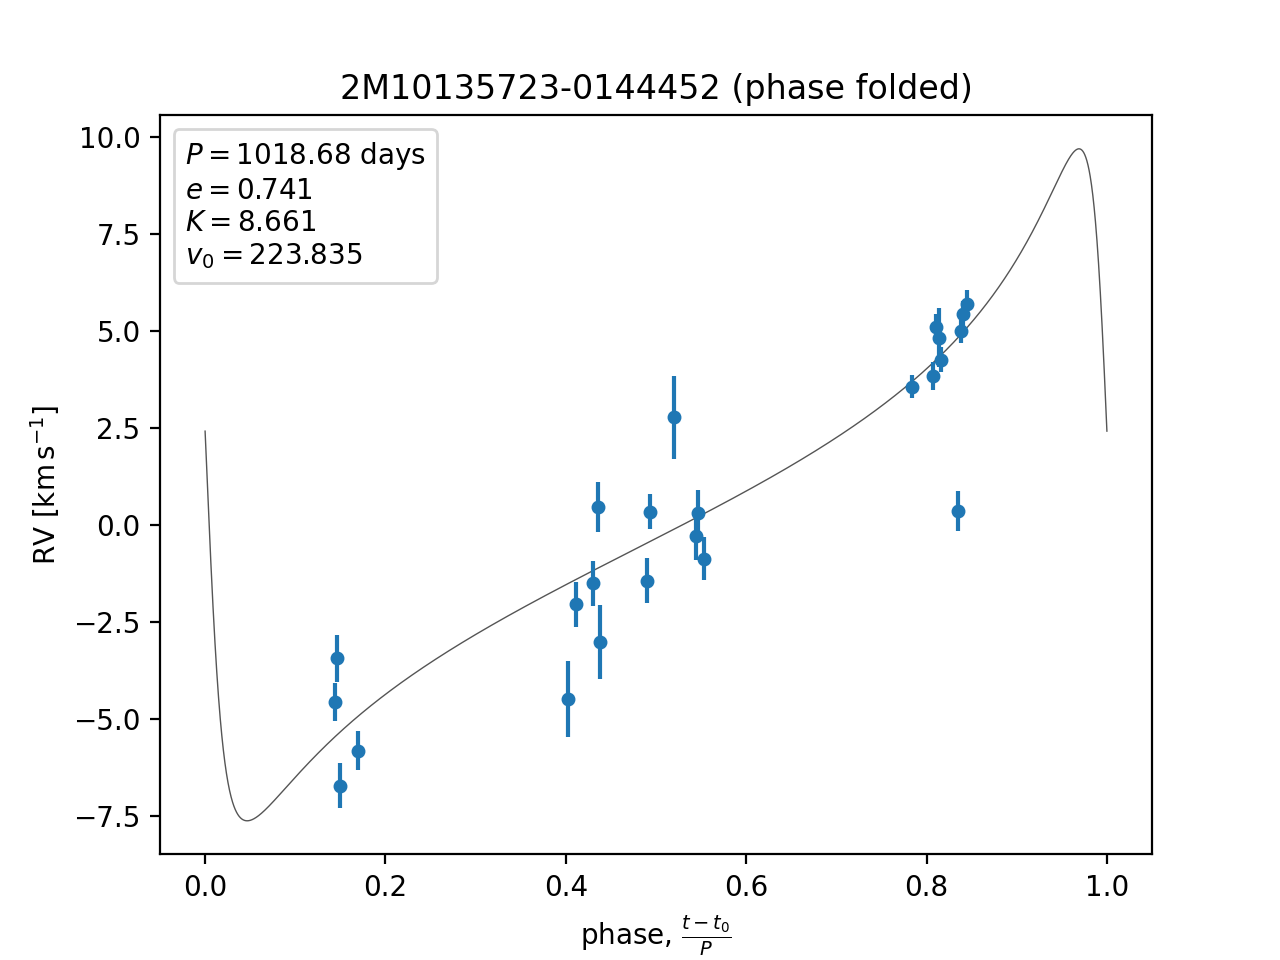 2M10135723-0144452 (phase folded)
P = 1018.68 days
e = 0.741
K = 8.661
v₀ = 223.835
10.0
7.5
5.0
2.5
0.0
−2.5
−5.0
−7.5
RV [km s⁻¹]
0.0 0.2 0.4 0.6 0.8 1.0
phase, (t − t₀)/P